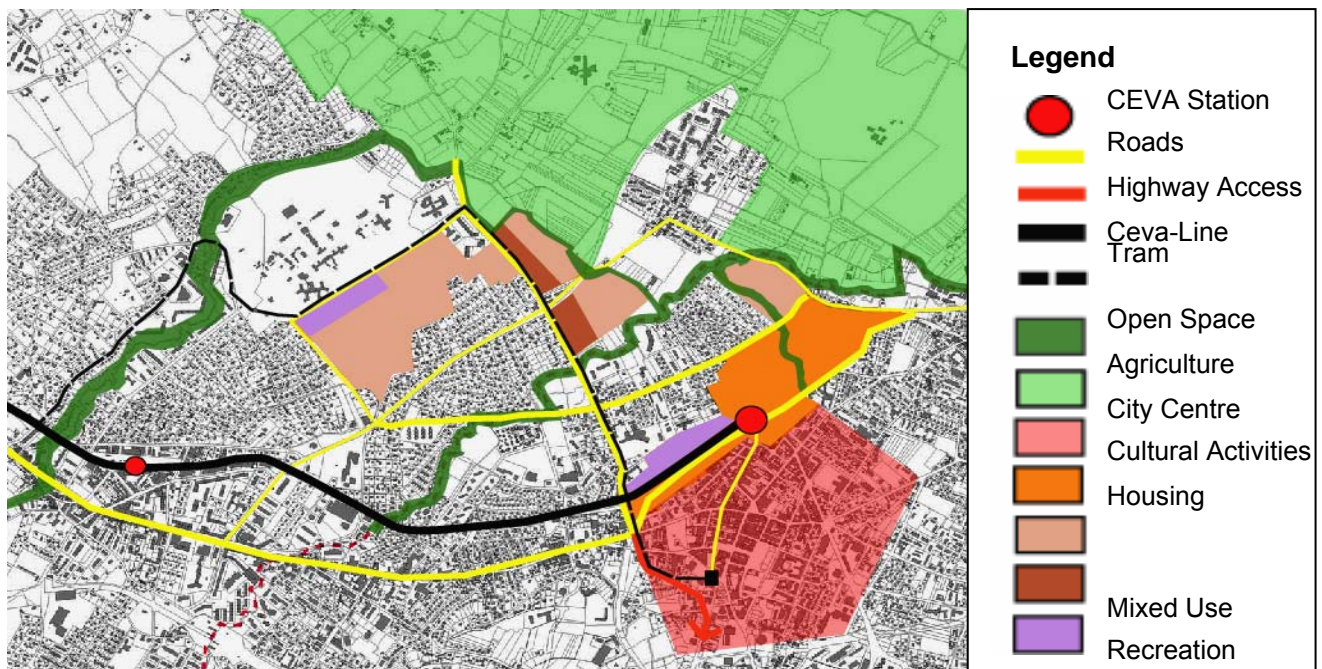 Legend
CEVA Station
Roads
Highway Access
Ceva-Line
Tram
Open Space
Agriculture
City Centre
Cultural Activities
Housing
Mixed Use
Recreation